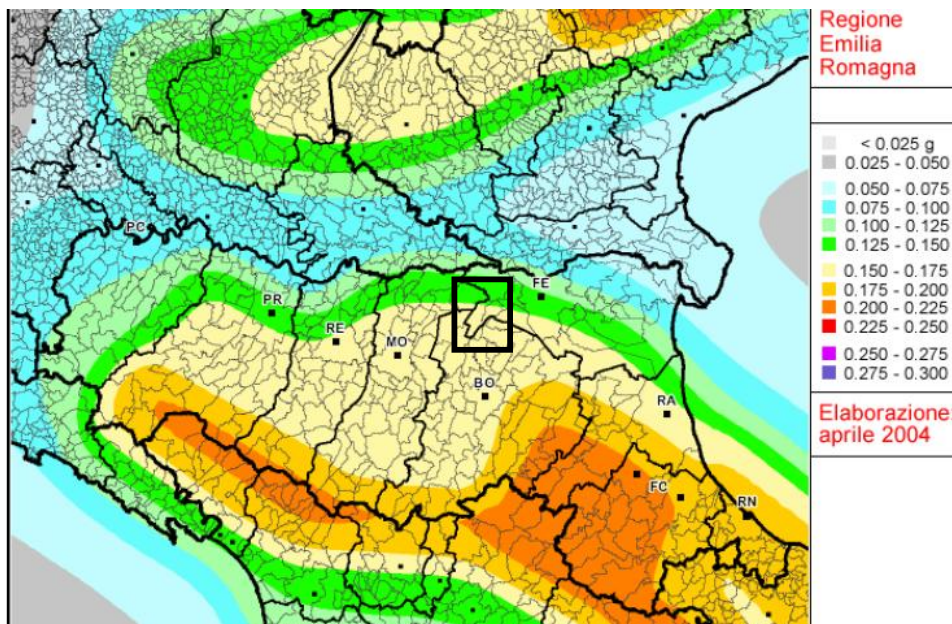 Regione
Emilia
Romagna
< 0.025 g
0.025 - 0.050
0.050 - 0.075
0.075 - 0.100
0.100 - 0.125
0.125 - 0.150
0.150 - 0.175
0.175 - 0.200
0.200 - 0.225
0.225 - 0.250
0.250 - 0.275
0.275 - 0.300
Elaborazione
aprile 2004
PC
FE
PR
RE
MO
BO
RA
FC
RN